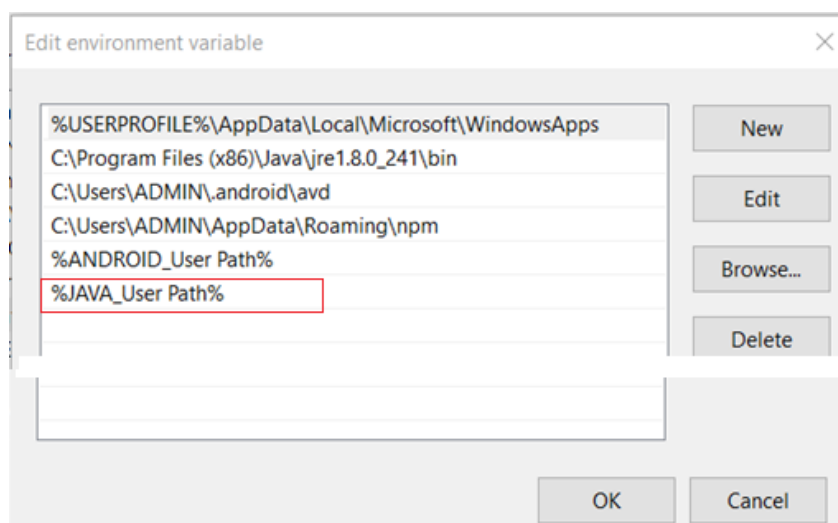 Edit environment variable
%USERPROFILE%\AppData\Local\Microsoft\WindowsApps
New
C:\Program Files (x86)\Java\jre1.8.0_241\bin
C:\Users\ADMIN\.android\avd
Edit
C:\Users\ADMIN\AppData\Roaming\npm
%ANDROID_User Path%
Browse...
%JAVA_User Path%
Delete
OK
Cancel